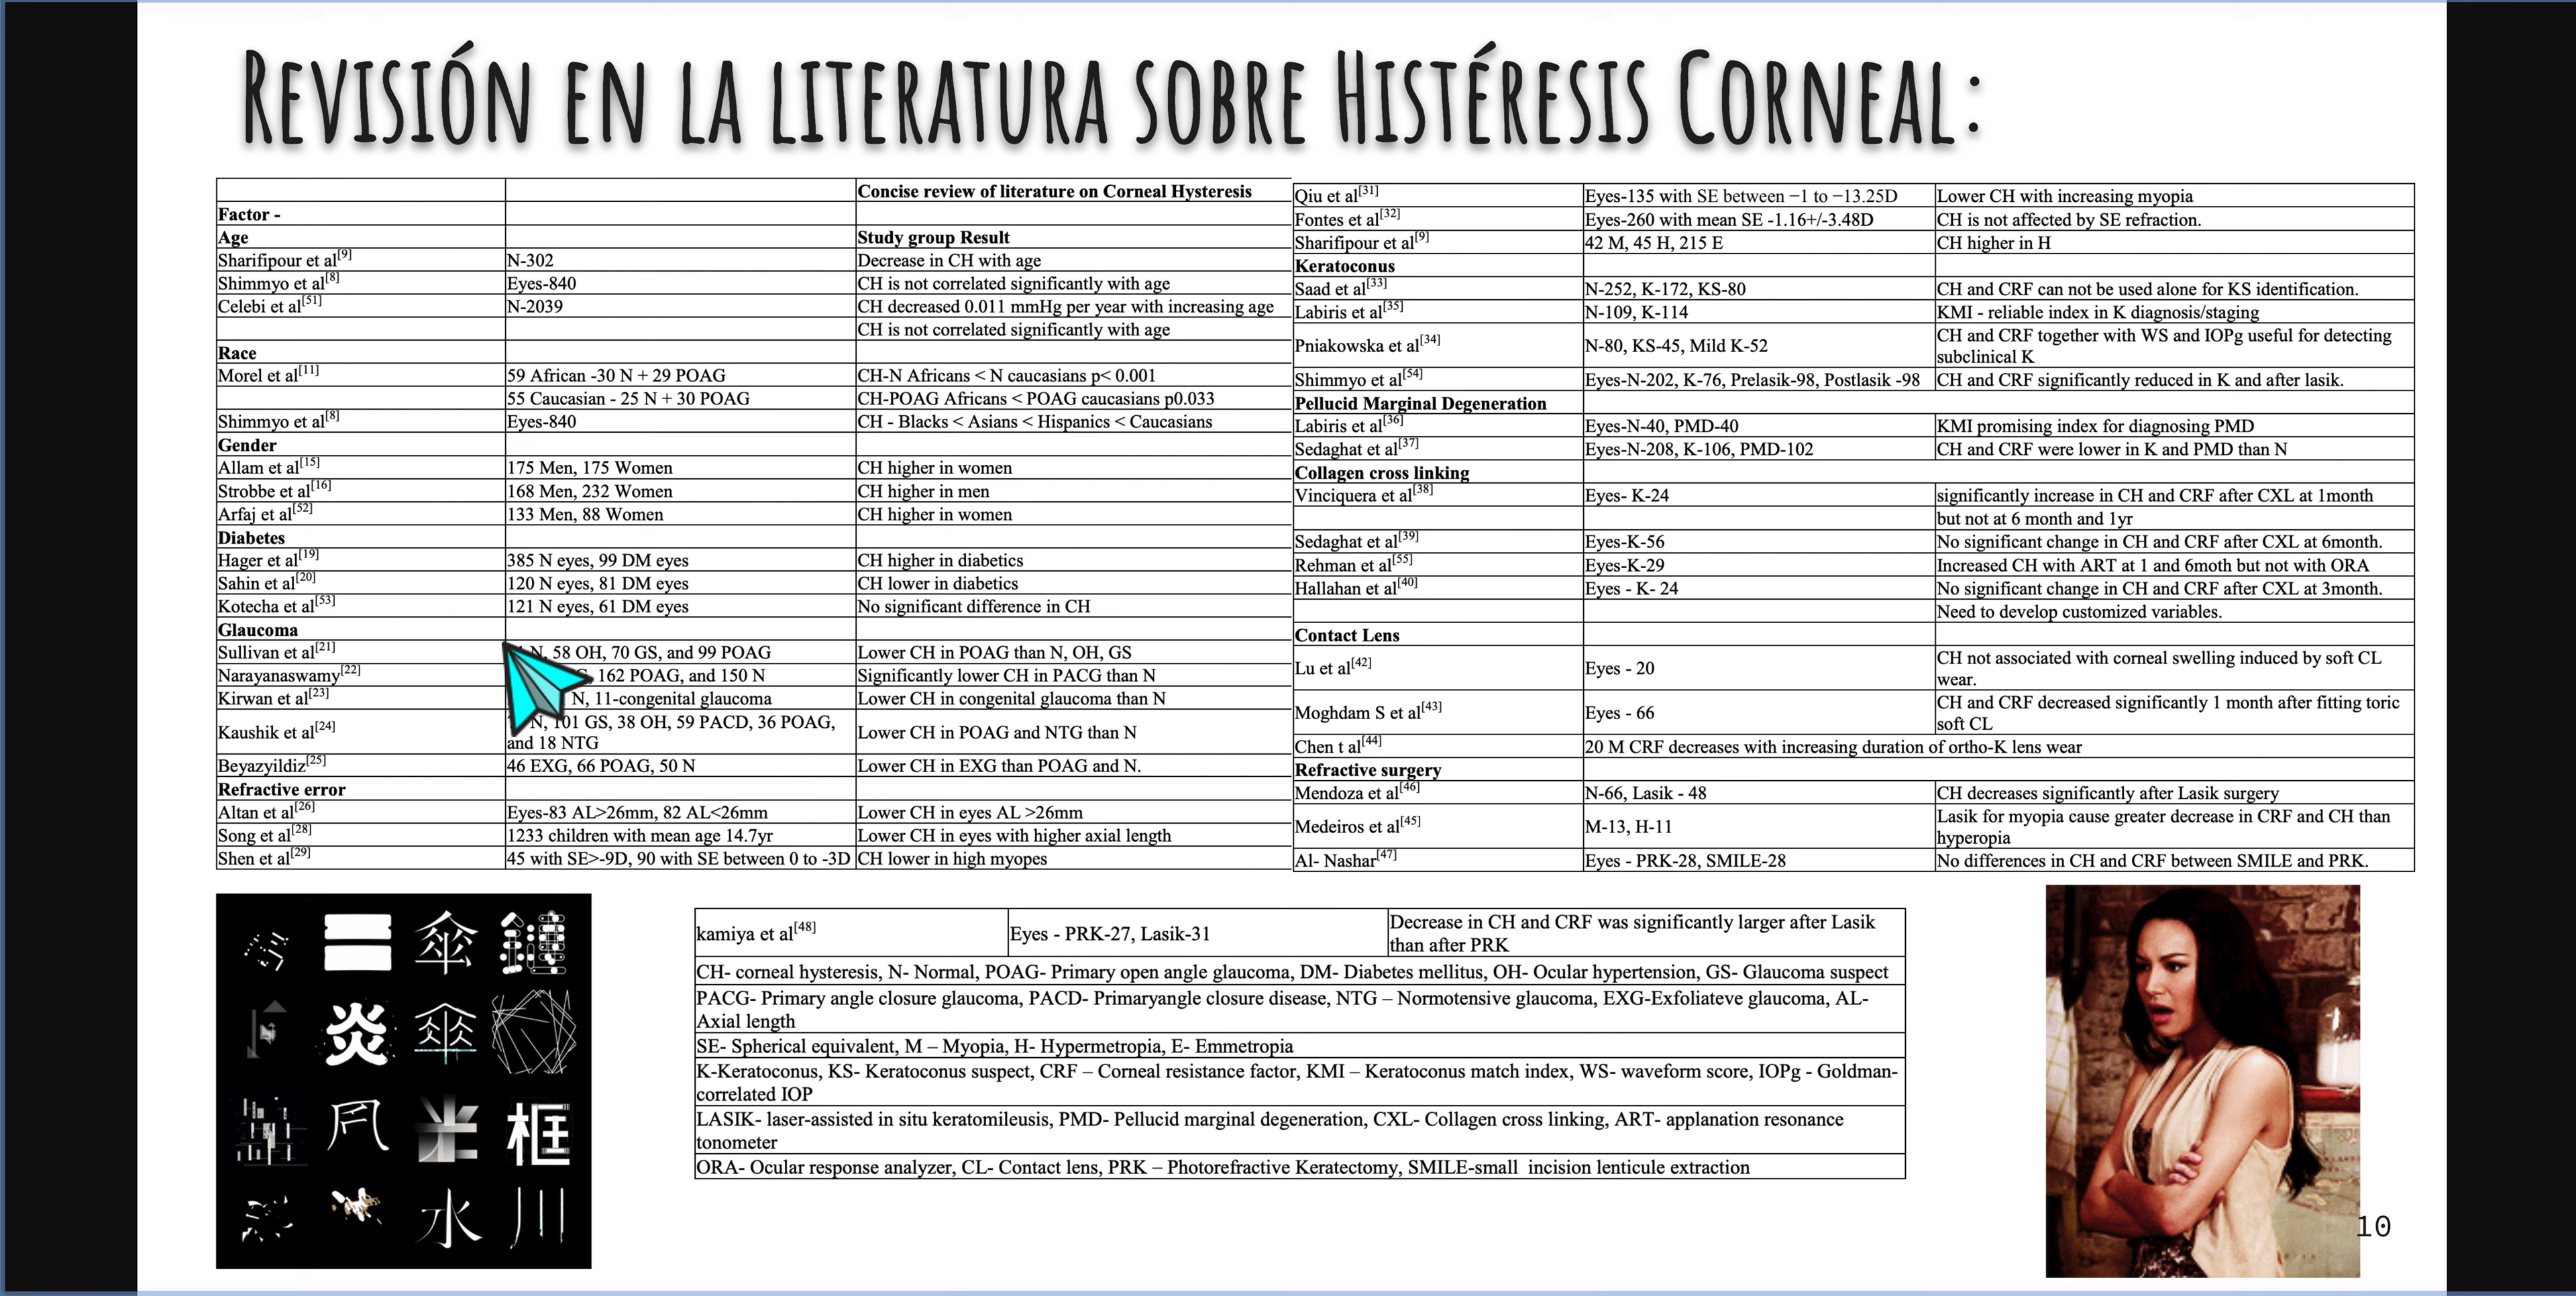 Revisión en la literatura sobre Histéresis Corneal:
Concise review of literature on Corneal Hysteresis
Factor -
Age Study group Result
Sharifipour et al[9] N-302 Decrease in CH with age
Shimmyo et al[8] Eyes-840 CH is not correlated significantly with age
Celebi et al[51] N-2039 CH decreased 0.011 mmHg per year with increasing age
CH is not correlated significantly with age
Race
Morel et al[11] 59 African -30 N + 29 POAG CH-N Africans < N caucasians p< 0.001
55 Caucasian - 25 N + 30 POAG CH-POAG Africans < POAG caucasians p0.033
Shimmyo et al[8] Eyes-840 CH - Blacks < Asians < Hispanics < Caucasians
Gender
Allam et al[15] 175 Men, 175 Women CH higher in women
Strobbe et al[16] 168 Men, 232 Women CH higher in men
Arfaj et al[52] 133 Men, 88 Women CH higher in women
Diabetes
Hager et al[19] 385 N eyes, 99 DM eyes CH higher in diabetics
Sahin et al[20] 120 N eyes, 81 DM eyes CH lower in diabetics
Kotecha et al[53] 121 N eyes, 61 DM eyes No significant difference in CH
Glaucoma
Sullivan et al[21] N, 58 OH, 70 GS, and 99 POAG Lower CH in POAG than N, OH, GS
Narayanaswamy[22] 162 POAG, and 150 N Significantly lower CH in PACG than N
Kirwan et al[23] N, 11-congenital glaucoma Lower CH in congenital glaucoma than N
Kaushik et al[24] N, 101 GS, 38 OH, 59 PACD, 36 POAG,
and 18 NTG Lower CH in POAG and NTG than N
Beyazyildiz[25] 46 EXG, 66 POAG, 50 N Lower CH in EXG than POAG and N.
Refractive error
Altan et al[26] Eyes-83 AL>26mm, 82 AL<26mm Lower CH in eyes AL >26mm
Song et al[28] 1233 children with mean age 14.7yr Lower CH in eyes with higher axial length
Shen et al[29] 45 with SE>-9D, 90 with SE between 0 to -3D CH lower in high myopes
Qiu et al[31] Eyes-135 with SE between −1 to −13.25D Lower CH with increasing myopia
Fontes et al[32] Eyes-260 with mean SE -1.16+/-3.48D CH is not affected by SE refraction.
Sharifipour et al[9] 42 M, 45 H, 215 E CH higher in H
Keratoconus
Saad et al[33] N-252, K-172, KS-80 CH and CRF can not be used alone for KS identification.
Labiris et al[35] N-109, K-114 KMI - reliable index in K diagnosis/staging
Pniakowska et al[34] N-80, KS-45, Mild K-52 CH and CRF together with WS and IOPg useful for detecting
subclinical K
Shimmyo et al[54] Eyes-N-202, K-76, Prelasik-98, Postlasik -98 CH and CRF significantly reduced in K and after lasik.
Pellucid Marginal Degeneration
Labiris et al[36] Eyes-N-40, PMD-40 KMI promising index for diagnosing PMD
Sedaghat et al[37] Eyes-N-208, K-106, PMD-102 CH and CRF were lower in K and PMD than N
Collagen cross linking
Vinciquera et al[38] Eyes- K-24 significantly increase in CH and CRF after CXL at 1month
but not at 6 month and 1yr
Sedaghat et al[39] Eyes-K-56 No significant change in CH and CRF after CXL at 6month.
Rehman et al[55] Eyes-K-29 Increased CH with ART at 1 and 6moth but not with ORA
Hallahan et al[40] Eyes - K- 24 No significant change in CH and CRF after CXL at 3month.
Need to develop customized variables.
Contact Lens
Lu et al[42] Eyes - 20 CH not associated with corneal swelling induced by soft CL
wear.
Moghdam S et al[43] Eyes - 66 CH and CRF decreased significantly 1 month after fitting toric
soft CL
Chen t al[44] 20 M CRF decreases with increasing duration of ortho-K lens wear
Refractive surgery
Mendoza et al[46] N-66, Lasik - 48 CH decreases significantly after Lasik surgery
Medeiros et al[45] M-13, H-11 Lasik for myopia cause greater decrease in CRF and CH than
hyperopia
Al- Nashar[47] Eyes - PRK-28, SMILE-28 No differences in CH and CRF between SMILE and PRK.
傘
炎 傘
框
水 川
kamiya et al[48] Eyes - PRK-27, Lasik-31 Decrease in CH and CRF was significantly larger after Lasik
than after PRK
CH- corneal hysteresis, N- Normal, POAG- Primary open angle glaucoma, DM- Diabetes mellitus, OH- Ocular hypertension, GS- Glaucoma suspect
PACG- Primary angle closure glaucoma, PACD- Primaryangle closure disease, NTG – Normotensive glaucoma, EXG-Exfoliateve glaucoma, AL-
Axial length
SE- Spherical equivalent, M – Myopia, H- Hypermetropia, E- Emmetropia
K-Keratoconus, KS- Keratoconus suspect, CRF – Corneal resistance factor, KMI – Keratoconus match index, WS- waveform score, IOPg - Goldman-
correlated IOP
LASIK- laser-assisted in situ keratomileusis, PMD- Pellucid marginal degeneration, CXL- Collagen cross linking, ART- applanation resonance
tonometer
ORA- Ocular response analyzer, CL- Contact lens, PRK – Photorefractive Keratectomy, SMILE-small incision lenticule extraction
10